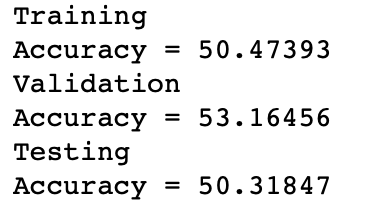 Training
Accuracy = 50.47393
Validation
Accuracy = 53.16456
Testing
Accuracy = 50.31847